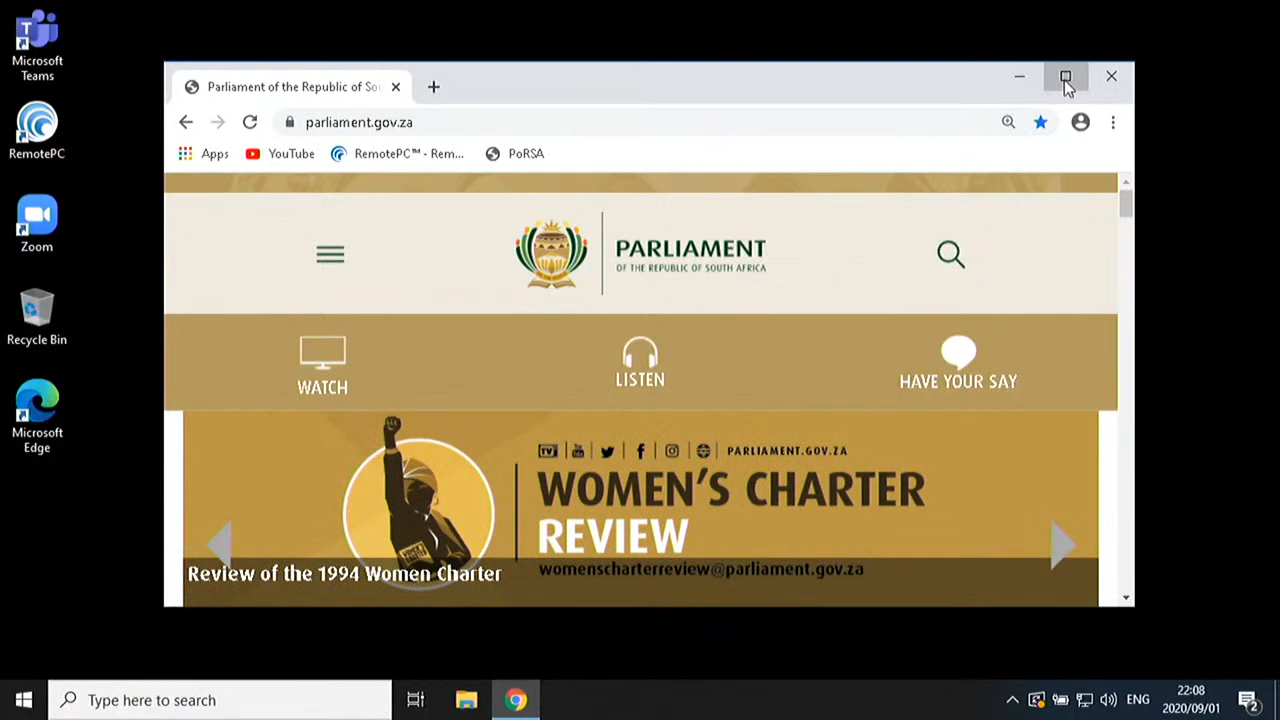 Microsoft
Teams
RemotePC
Zoom
Recycle Bin
Microsoft
Edge
Parliament of the Republic of Sou
parliament.gov.za
Apps
YouTube
RemotePC™ - Rem...
PoRSA
PARLIAMENT
OF THE REPUBLIC OF SOUTH AFRICA
WATCH
LISTEN
HAVE YOUR SAY
PARLIAMENT.GOV.ZA
WOMEN'S CHARTER
REVIEW
womenscharterreview@parliament.gov.za
Review of the 1994 Women Charter
Type here to search
ENG
22:08
2020/09/01
2